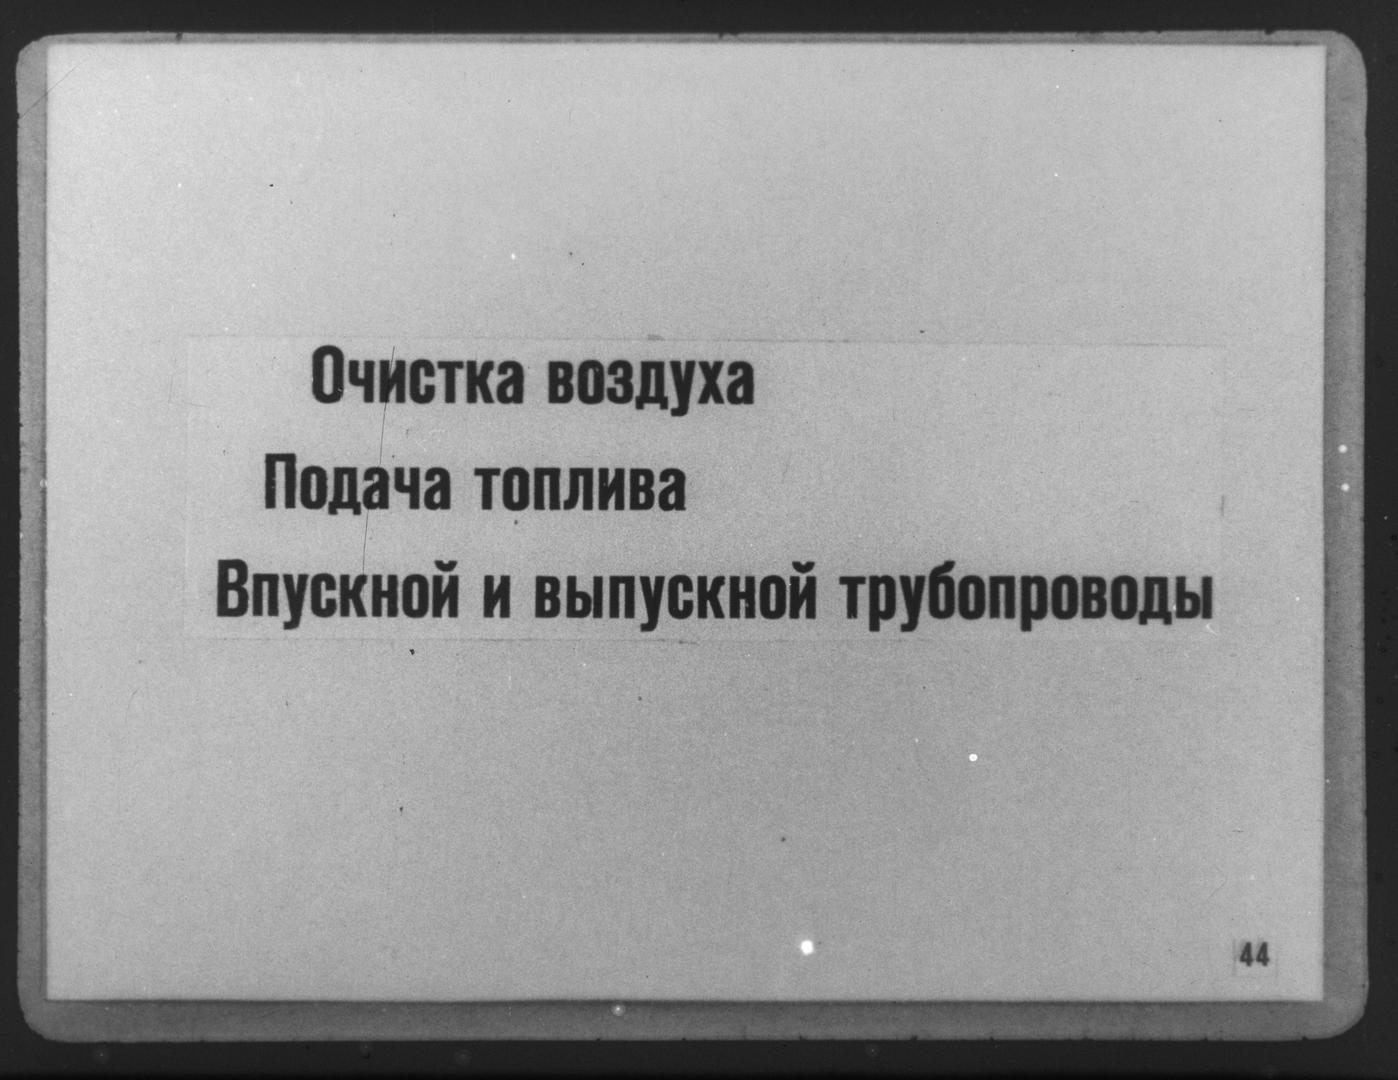 Очистка воздуха
Подача топлива
Впускной и выпускной трубопроводы
44